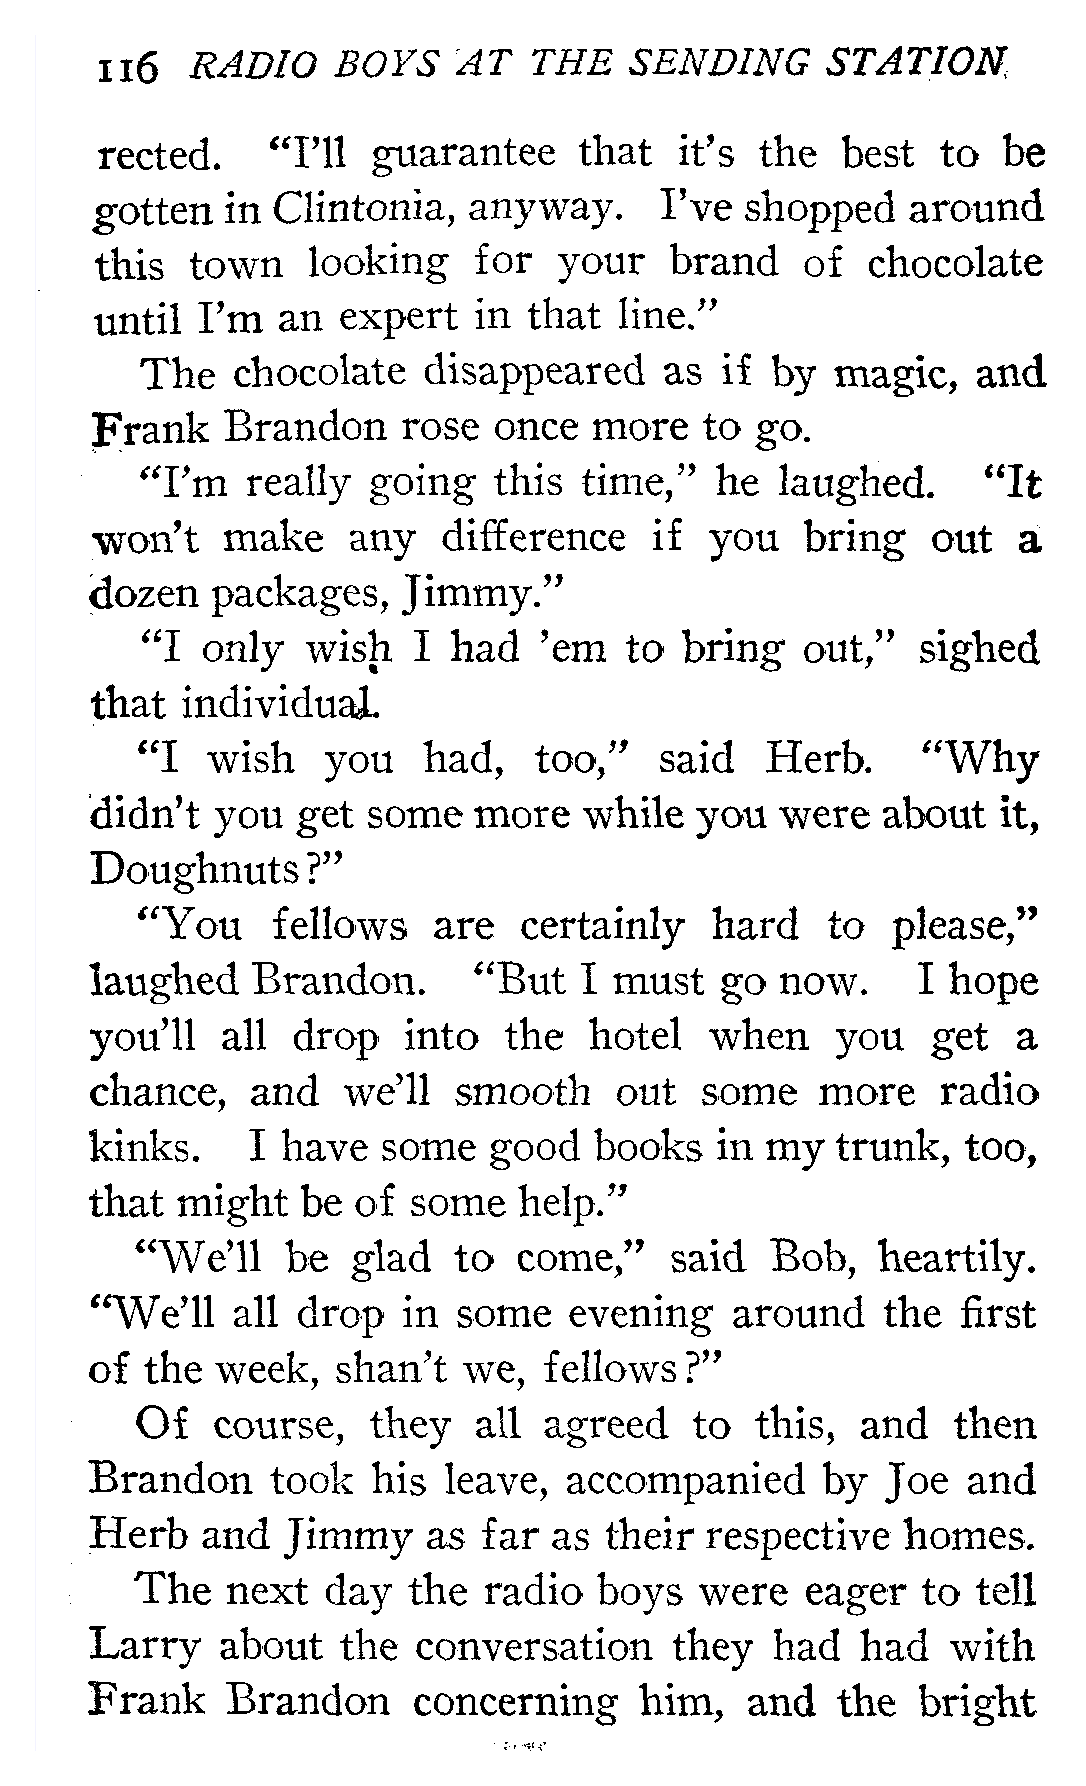 116 RADIO BOYS AT THE SENDING STATION
rected. "I'll guarantee that it's the best to be
gotten in Clintonia, anyway. I've shopped around
this town looking for your brand of chocolate
until I'm an expert in that line."
The chocolate disappeared as if by magic, and
Frank Brandon rose once more to go.
"I'm really going this time," he laughed. "It
won't make any difference if you bring out a
dozen packages, Jimmy."
"I only wish I had 'em to bring out," sighed
that individual.
"I wish you had, too," said Herb. "Why
didn't you get some more while you were about it,
Doughnuts?"
"You fellows are certainly hard to please,"
laughed Brandon. "But I must go now. I hope
you'll all drop into the hotel when you get a
chance, and we'll smooth out some more radio
kinks. I have some good books in my trunk, too,
that might be of some help."
"We'll be glad to come," said Bob, heartily.
"We'll all drop in some evening around the first
of the week, shan't we, fellows?"
Of course, they all agreed to this, and then
Brandon took his leave, accompanied by Joe and
Herb and Jimmy as far as their respective homes.
The next day the radio boys were eager to tell
Larry about the conversation they had had with
Frank Brandon concerning him, and the bright